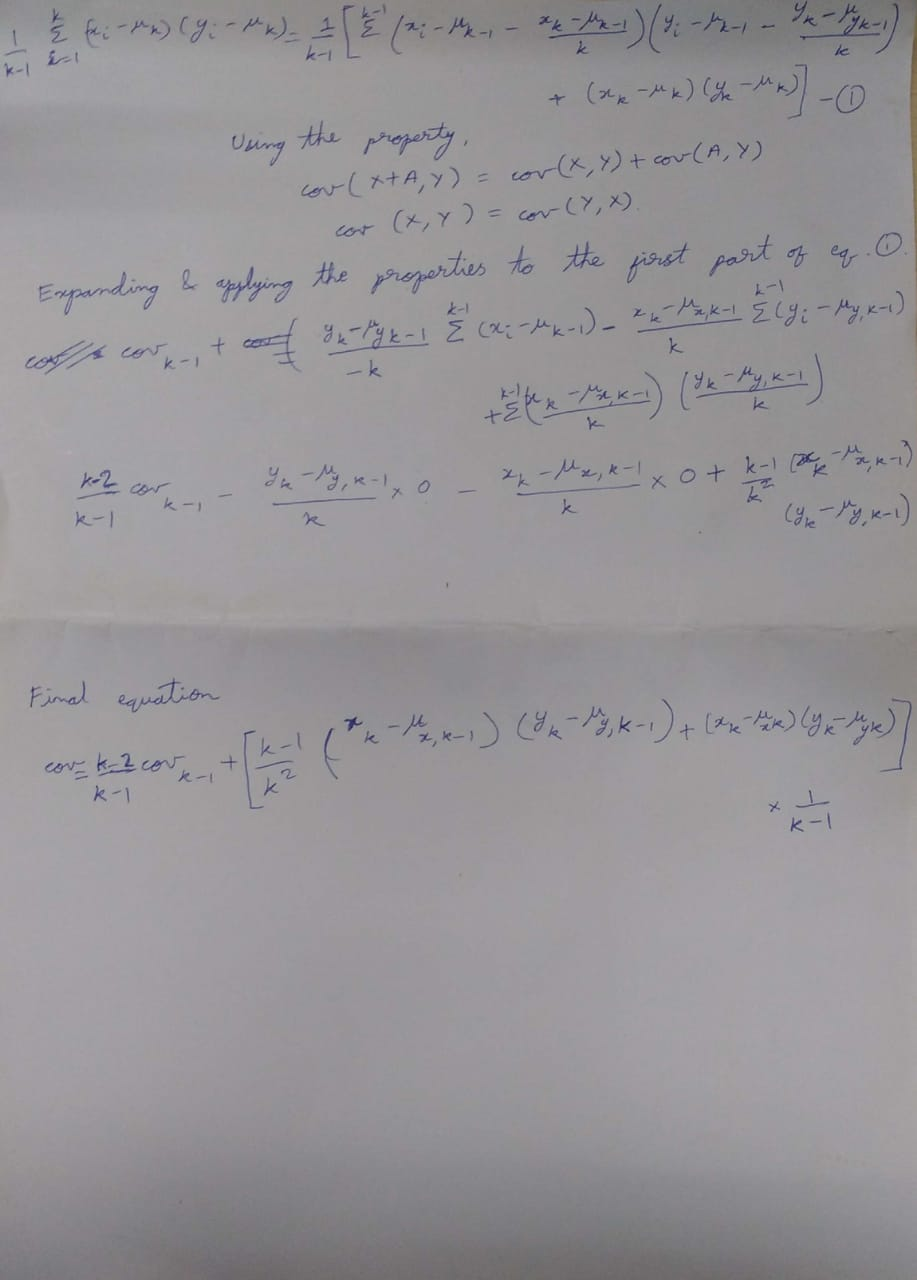 1/(k-1) Σ_{i=1}^{k} (x_i - μ_k) (y_i - μ_k) = 1/(k-1) [ Σ^{k-1} (x_i - μ_{k-1} - (x_k - μ_{k-1})/k) (y_i - μ_{k-1} - (y_k - μ_{yk-1})/k)
+ (x_k - μ_k) (y_k - μ_k) ] - ①
Using the property,
cov (X+A, Y) = cov (X, Y) + cov (A, Y)
cov (X, Y) = cov (Y, X).
Expanding & applying the properties to the first part of eq. ①.
cov_{k-1} + (y_k - μ_{yk-1})/(-k) Σ^{k-1} (x_i - μ_{k-1}) - (x_k - μ_{x,k-1})/k Σ^{k-1} (y_i - μ_{y,k-1})
+ Σ^{k-1} ((x_k - μ_{x,k-1})/k) ((y_k - μ_{y,k-1})/k)
(k-2)/(k-1) cov_{k-1} - (y_k - μ_{y,k-1})/k × 0 - (x_k - μ_{x,k-1})/k × 0 + (k-1)/k² (x_k - μ_{x,k-1})
(y_k - μ_{y,k-1})
Final equation
cov = (k-2)/(k-1) cov_{k-1} + [ (k-1)/k² (x_k - μ_{x,k-1}) (y_k - μ_{y,k-1}) + (x_k - μ_{xk}) (y_k - μ_{yk}) ]
× 1/(k-1)